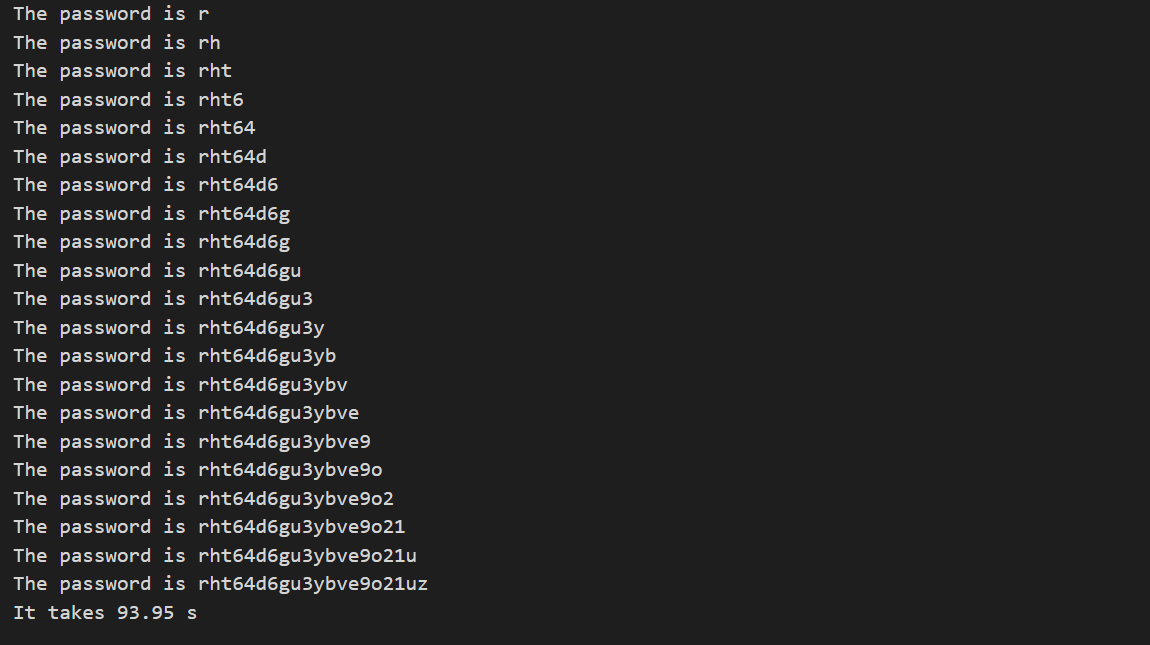 The password is r
The password is rh
The password is rht
The password is rht6
The password is rht64
The password is rht64d
The password is rht64d6
The password is rht64d6g
The password is rht64d6g
The password is rht64d6gu
The password is rht64d6gu3
The password is rht64d6gu3y
The password is rht64d6gu3yb
The password is rht64d6gu3ybv
The password is rht64d6gu3ybve
The password is rht64d6gu3ybve9
The password is rht64d6gu3ybve9o
The password is rht64d6gu3ybve9o2
The password is rht64d6gu3ybve9o21
The password is rht64d6gu3ybve9o21u
The password is rht64d6gu3ybve9o21uz
It takes 93.95 s